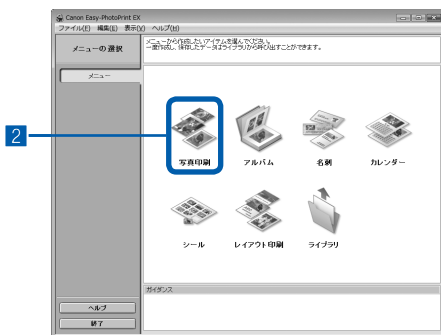 Canon Easy-PhotoPrint EX
ファイル(F) 編集(E) 表示(V) ヘルプ(H)
メニューの選択
メニューから作成したいアイテムを選んでください。
一度作成し、保存したデータはライブラリから呼び出すことができます。
メニュー
2
写真印刷 アルバム 名刺 カレンダー
シール レイアウト印刷 ライブラリ
ガイダンス
ヘルプ
終了